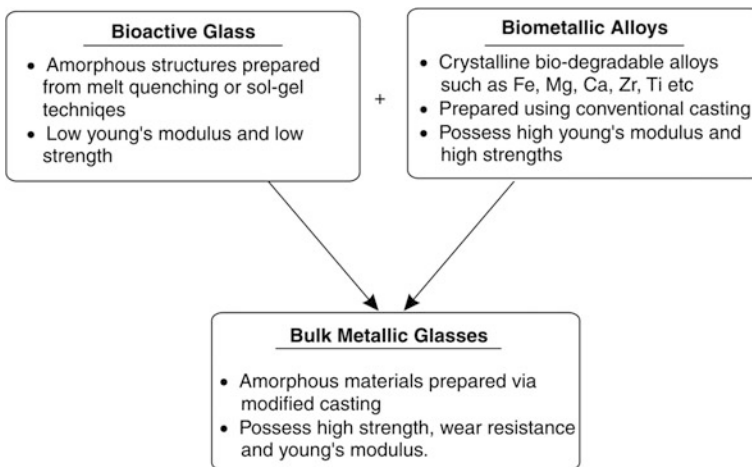 Bioactive Glass
• Amorphous structures prepared
from melt quenching or sol-gel
techniqes
• Low young's modulus and low
strength
+
Biometallic Alloys
• Crystalline bio-degradable alloys
such as Fe, Mg, Ca, Zr, Ti etc
• Prepared using conventional casting
• Possess high young's modulus and
high strengths
Bulk Metallic Glasses
• Amorphous materials prepared via
modified casting
• Possess high strength, wear resistance
and young's modulus.